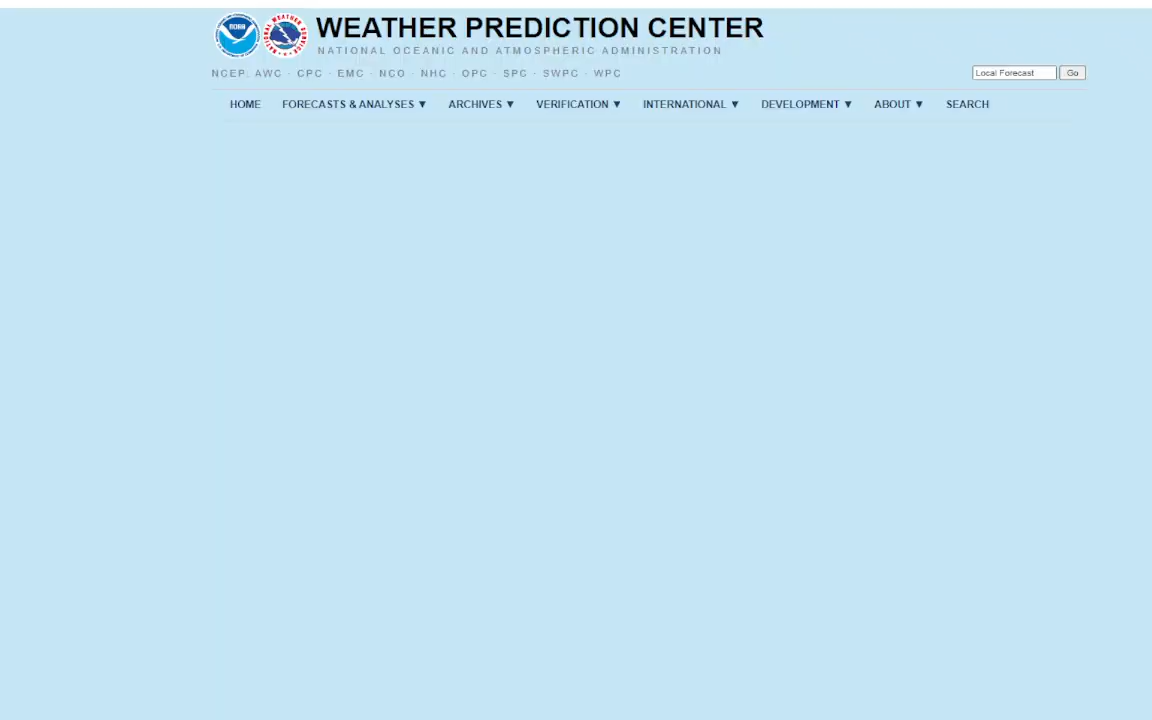 WEATHER PREDICTION CENTER
NATIONAL OCEANIC AND ATMOSPHERIC ADMINISTRATION
NCEP: AWC · CPC · EMC · NCO · NHC · OPC · SPC · SWPC · WPC
Local Forecast Go
HOME FORECASTS & ANALYSES ▼ ARCHIVES ▼ VERIFICATION ▼ INTERNATIONAL ▼ DEVELOPMENT ▼ ABOUT ▼ SEARCH